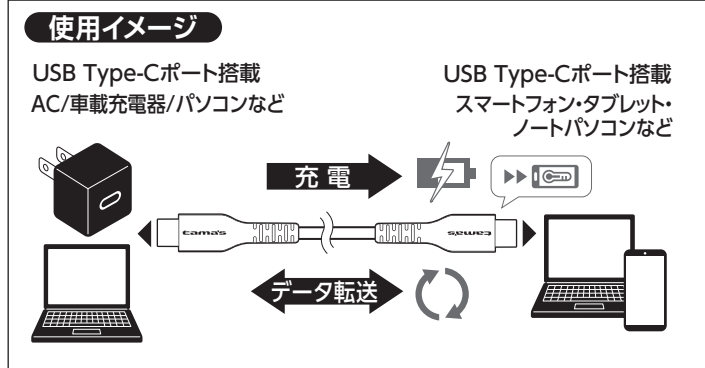 使用イメージ
USB Type-Cポート搭載
AC/車載充電器/パソコンなど
USB Type-Cポート搭載
スマートフォン・タブレット・
ノートパソコンなど
充電
tama's
tama's
データ転送